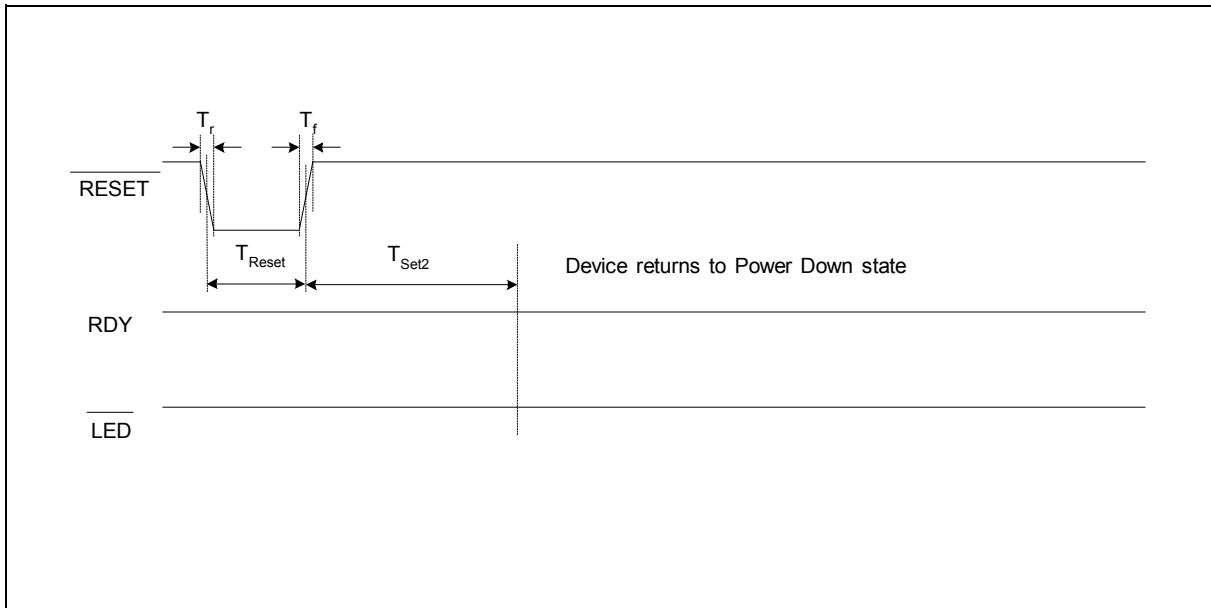 Tr
Tf
RESET
TReset
TSet2
Device returns to Power Down state
RDY
LED